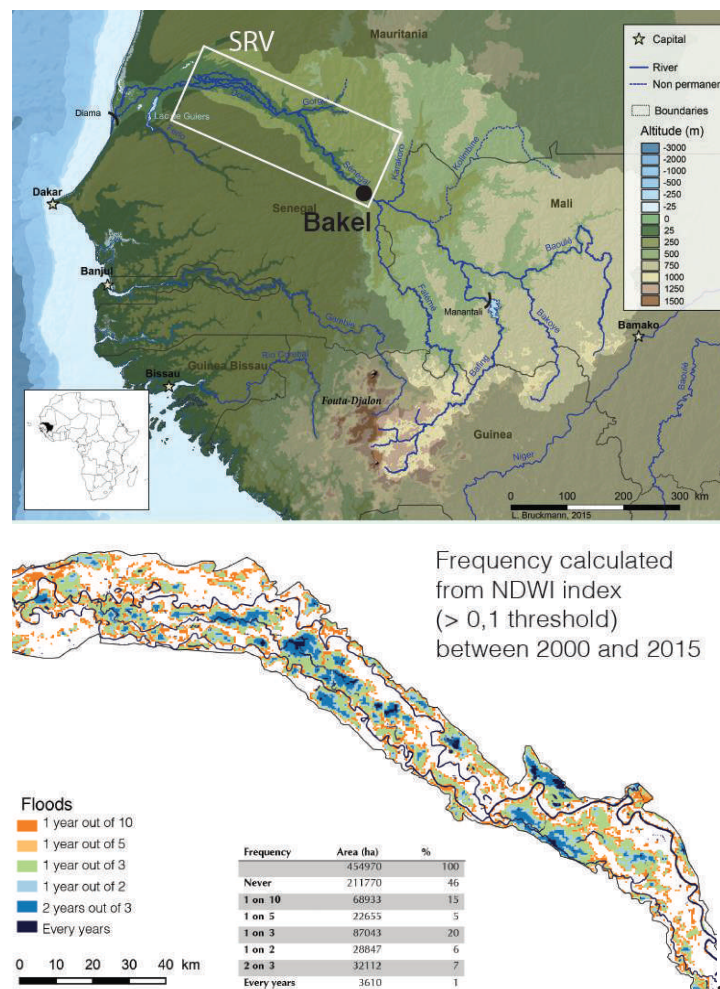 SRV
Mauritania
Capital
River
Non permanent
Boundaries
Altitude (m)
-3000
-2000
-1000
-500
-250
-25
0
25
250
500
750
1000
1250
1500
Diama
Lac de Guiers
Ferlo
Doué
Gorgol
Sénégal
Karakoro
Kolimbine
Dakar
Senegal
Bakel
Mali
Baoulé
Banjul
Gambia
Falémé
Manantali
Bakoye
Bafing
Bamako
Bissau
Guinea Bissau
Rio Corubal
Fouta-Djalon
Guinea
Niger
Baoulé
0 100 200 300 km
L. Bruckmann, 2015
Frequency calculated
from NDWI index
(> 0,1 threshold)
between 2000 and 2015
Floods
1 year out of 10
1 year out of 5
1 year out of 3
1 year out of 2
2 years out of 3
Every years
0 10 20 30 40
km
Frequency Area (ha) %
454970 100
Never 211770 46
1 on 10 68933 15
1 on 5 22655 5
1 on 3 87043 20
1 on 2 28847 6
2 on 3 32112 7
Every years 3610 1